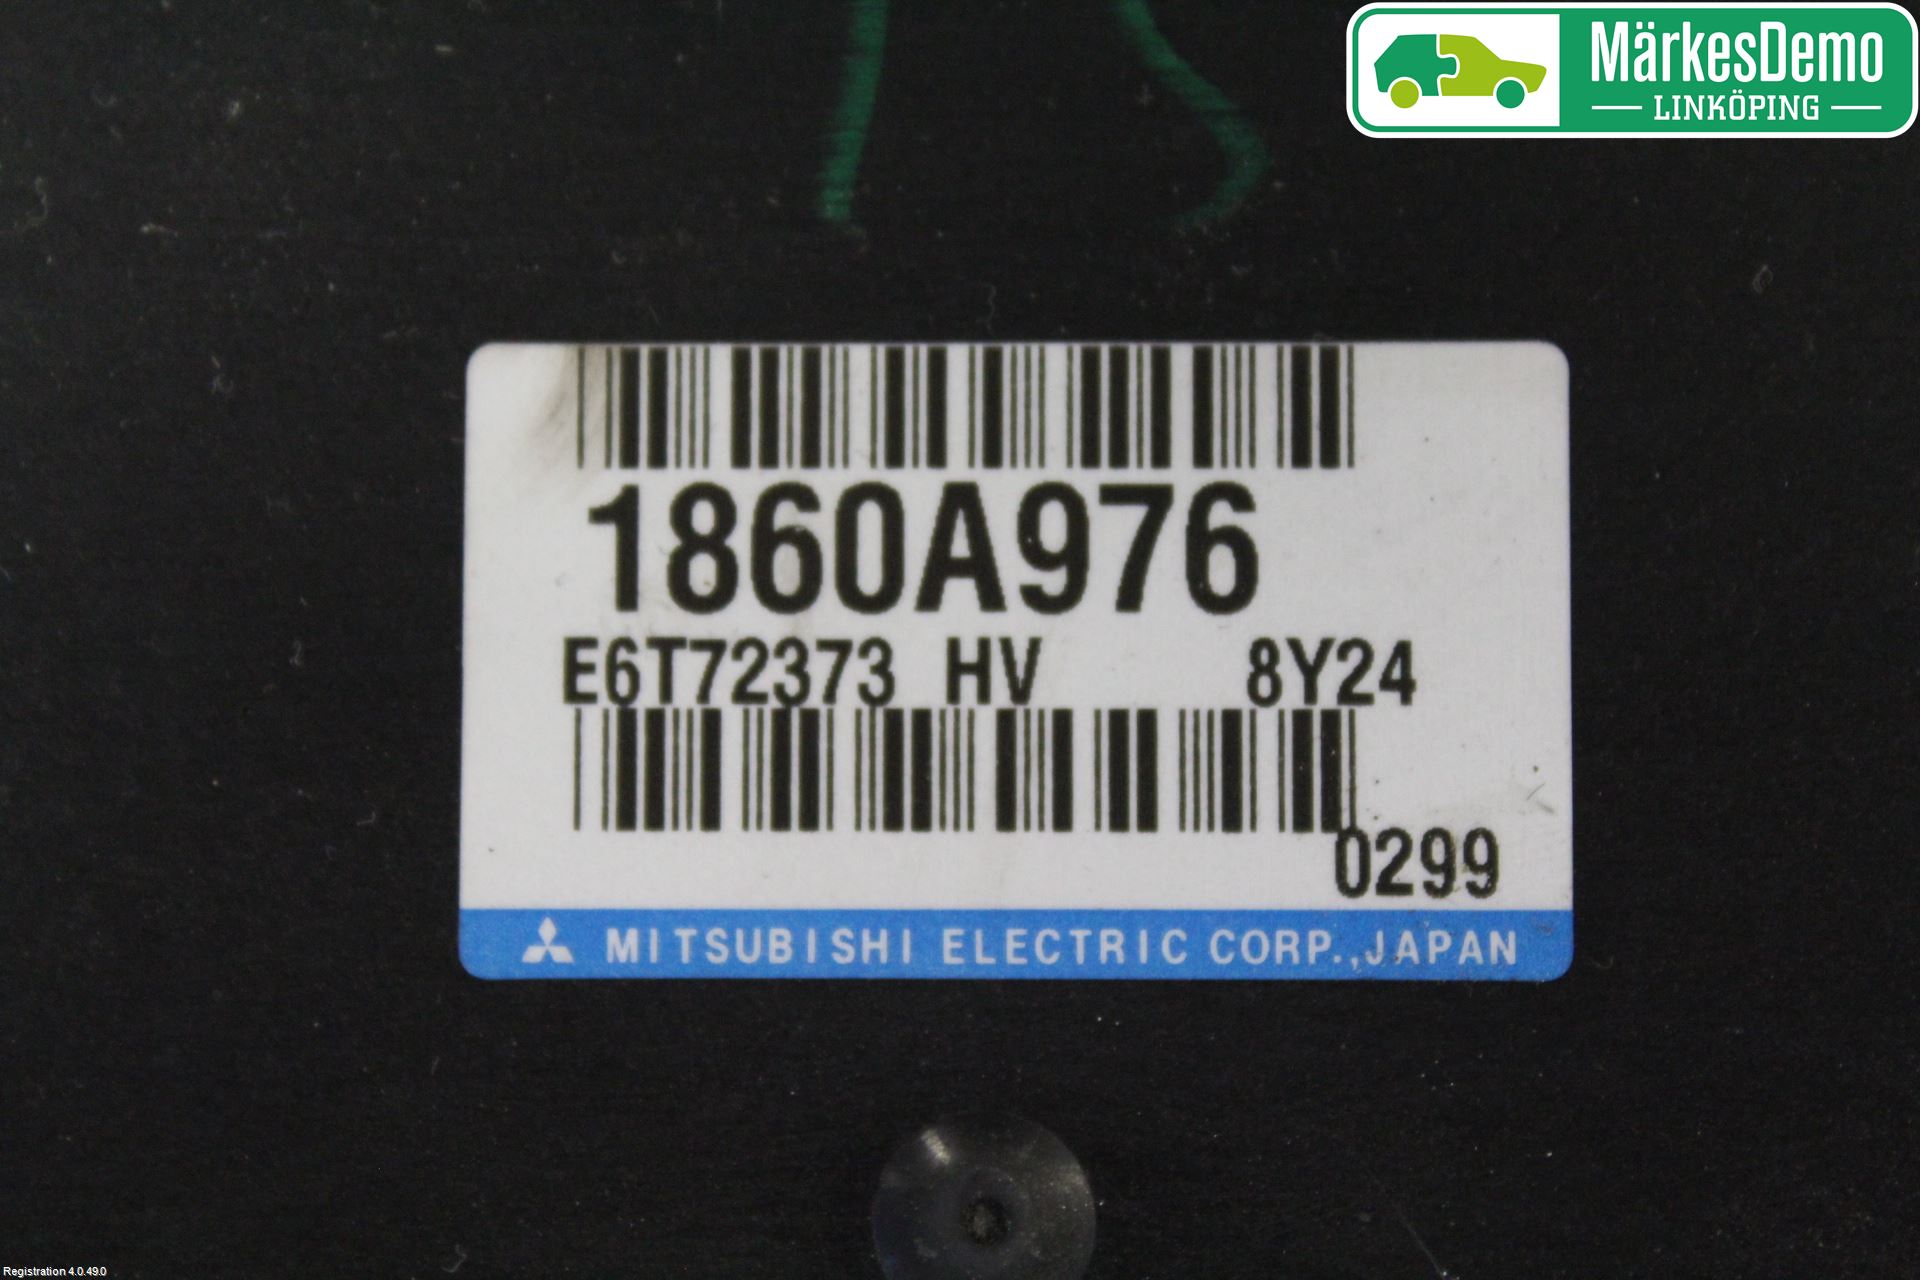 MärkesDemo
LINKÖPING
1860A976
E6T72373 HV 8Y24
0299
MITSUBISHI ELECTRIC CORP.,JAPAN
Registration 4.0.49.0